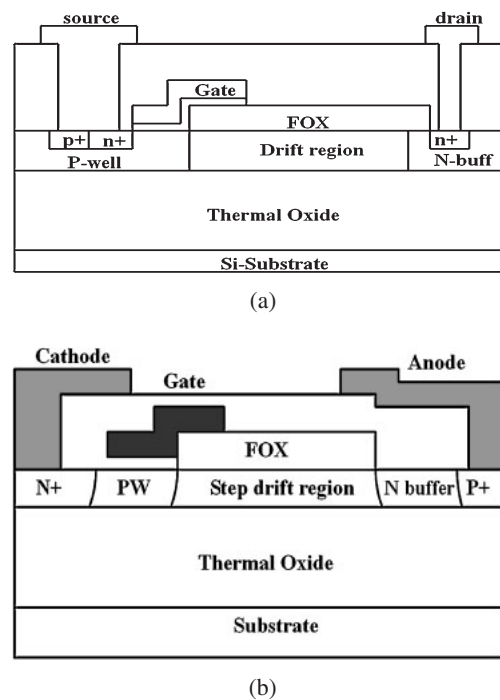 source drain
Gate
FOX
p+ n+ Drift region n+
P-well N-buff
Thermal Oxide
Si-Substrate
(a)
Cathode Anode
Gate
FOX
N+ PW Step drift region N buffer P+
Thermal Oxide
Substrate
(b)